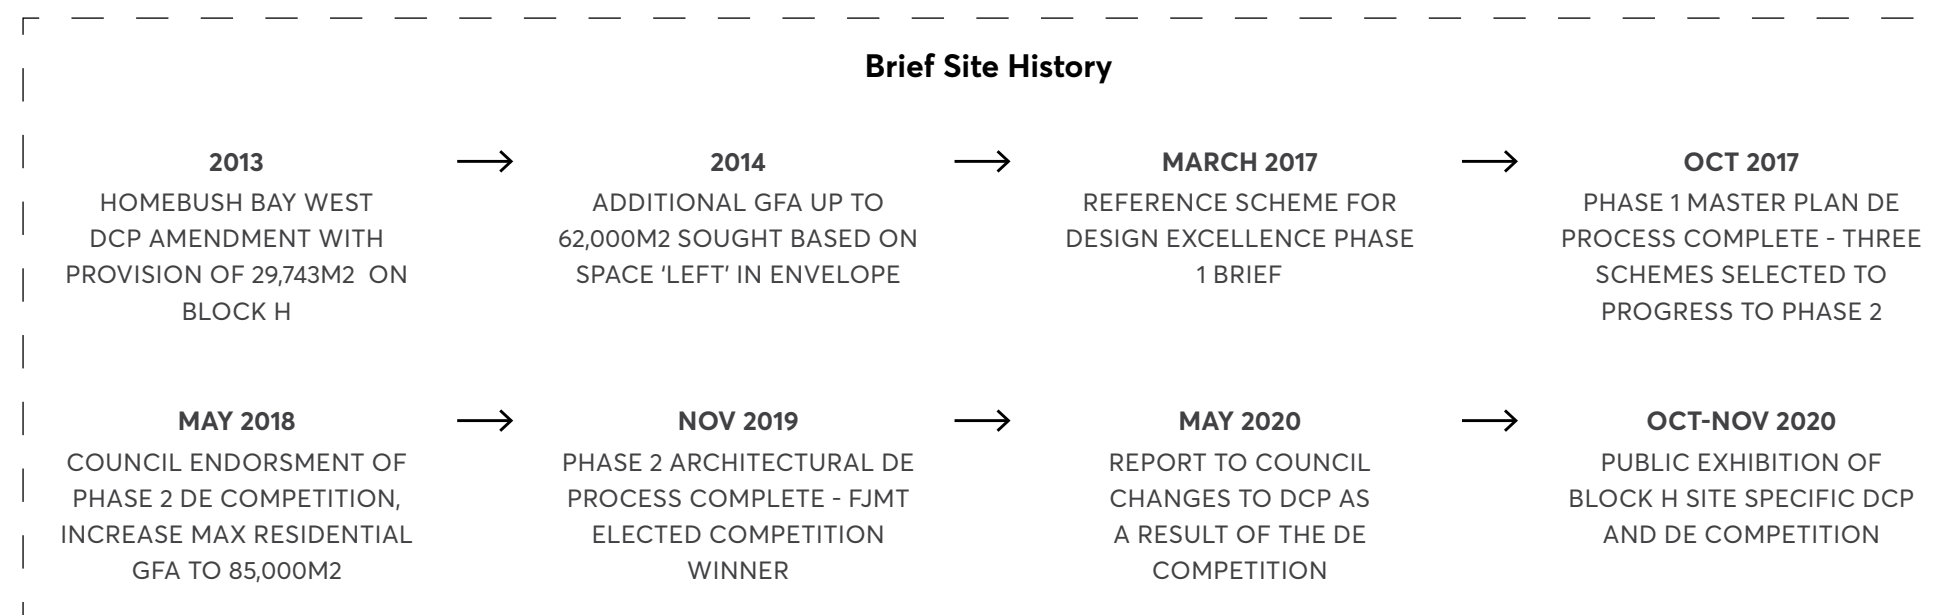 Brief Site History
2013
HOMEBUSH BAY WEST
DCP AMENDMENT WITH
PROVISION OF 29,743M2 ON
BLOCK H
2014
ADDITIONAL GFA UP TO
62,000M2 SOUGHT BASED ON
SPACE ‘LEFT’ IN ENVELOPE
MARCH 2017
REFERENCE SCHEME FOR
DESIGN EXCELLENCE PHASE
1 BRIEF
OCT 2017
PHASE 1 MASTER PLAN DE
PROCESS COMPLETE - THREE
SCHEMES SELECTED TO
PROGRESS TO PHASE 2
MAY 2018
COUNCIL ENDORSMENT OF
PHASE 2 DE COMPETITION,
INCREASE MAX RESIDENTIAL
GFA TO 85,000M2
NOV 2019
PHASE 2 ARCHITECTURAL DE
PROCESS COMPLETE - FJMT
ELECTED COMPETITION
WINNER
MAY 2020
REPORT TO COUNCIL
CHANGES TO DCP AS
A RESULT OF THE DE
COMPETITION
OCT-NOV 2020
PUBLIC EXHIBITION OF
BLOCK H SITE SPECIFIC DCP
AND DE COMPETITION